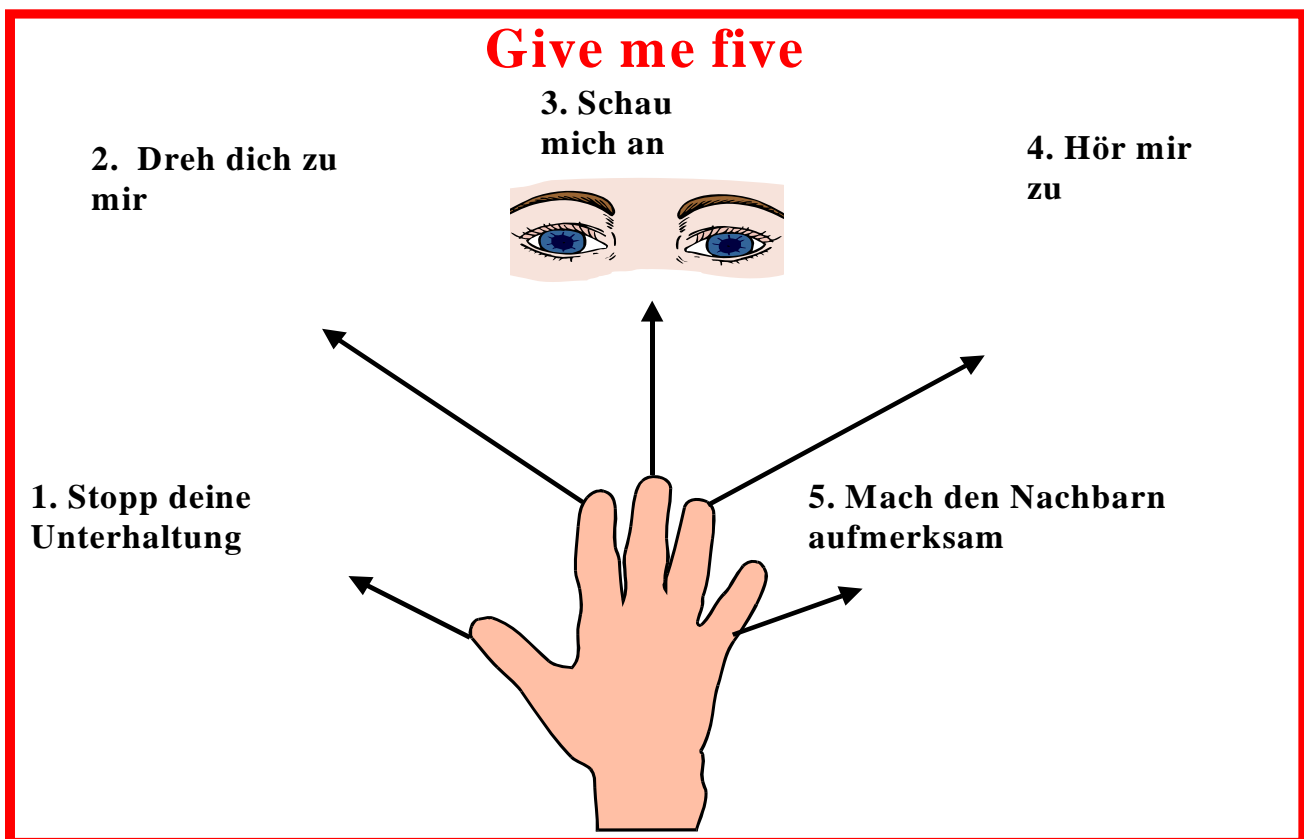 Give me five
1. Stopp deine
Unterhaltung
2. Dreh dich zu
mir
3. Schau
mich an
4. Hör mir
zu
5. Mach den Nachbarn
aufmerksam